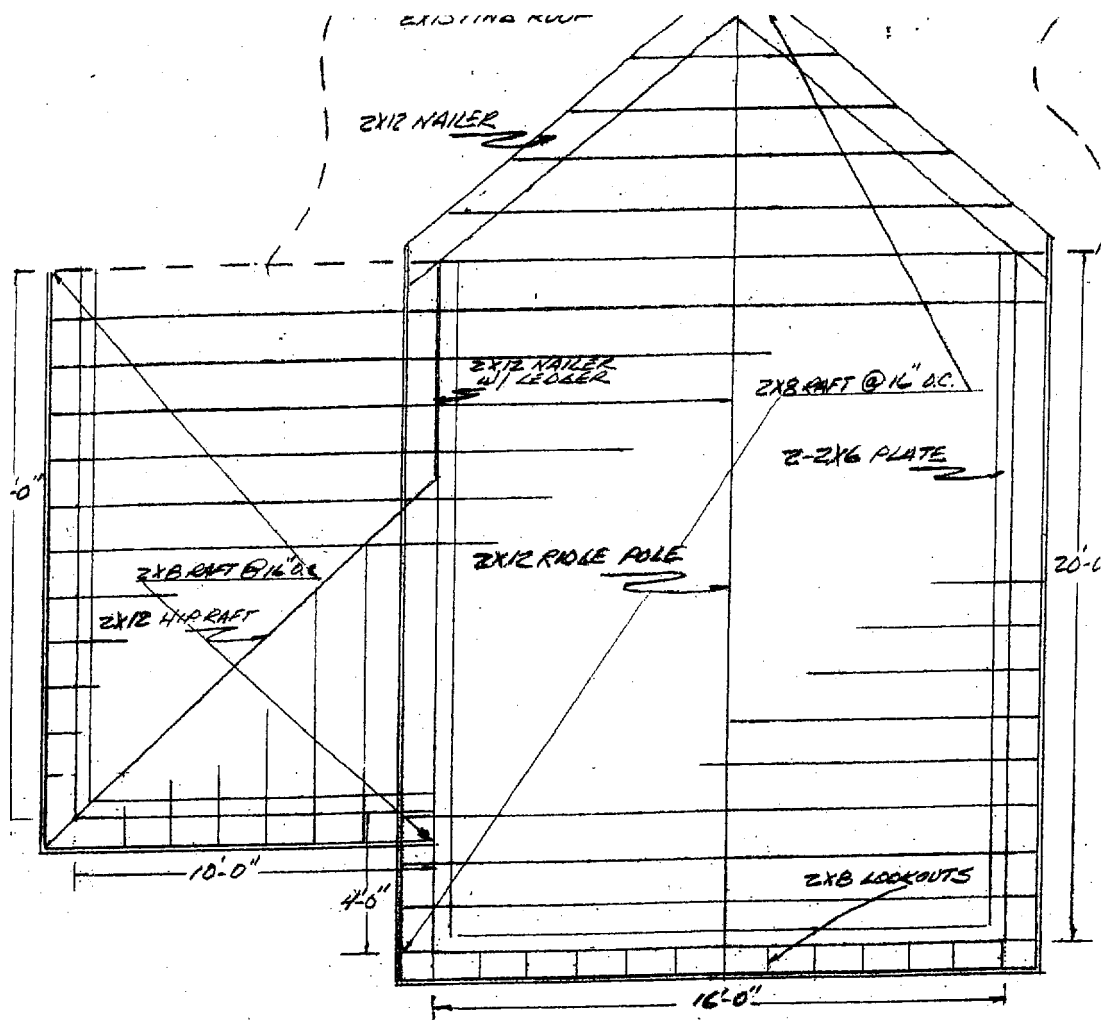 EXISTING ROOF
2X12 NAILER
2X12 NAILER
W/ LEDGER
2X8 RAFT @ 16" O.C.
2-2X6 PLATE
'-0"
2X12 RIDGE POLE
2X8 RAFT @ 16" O.C.
20'-0
2X12 HIP RAFT
10'-0"
4'-0"
2X8 LOOKOUTS
16'-0"